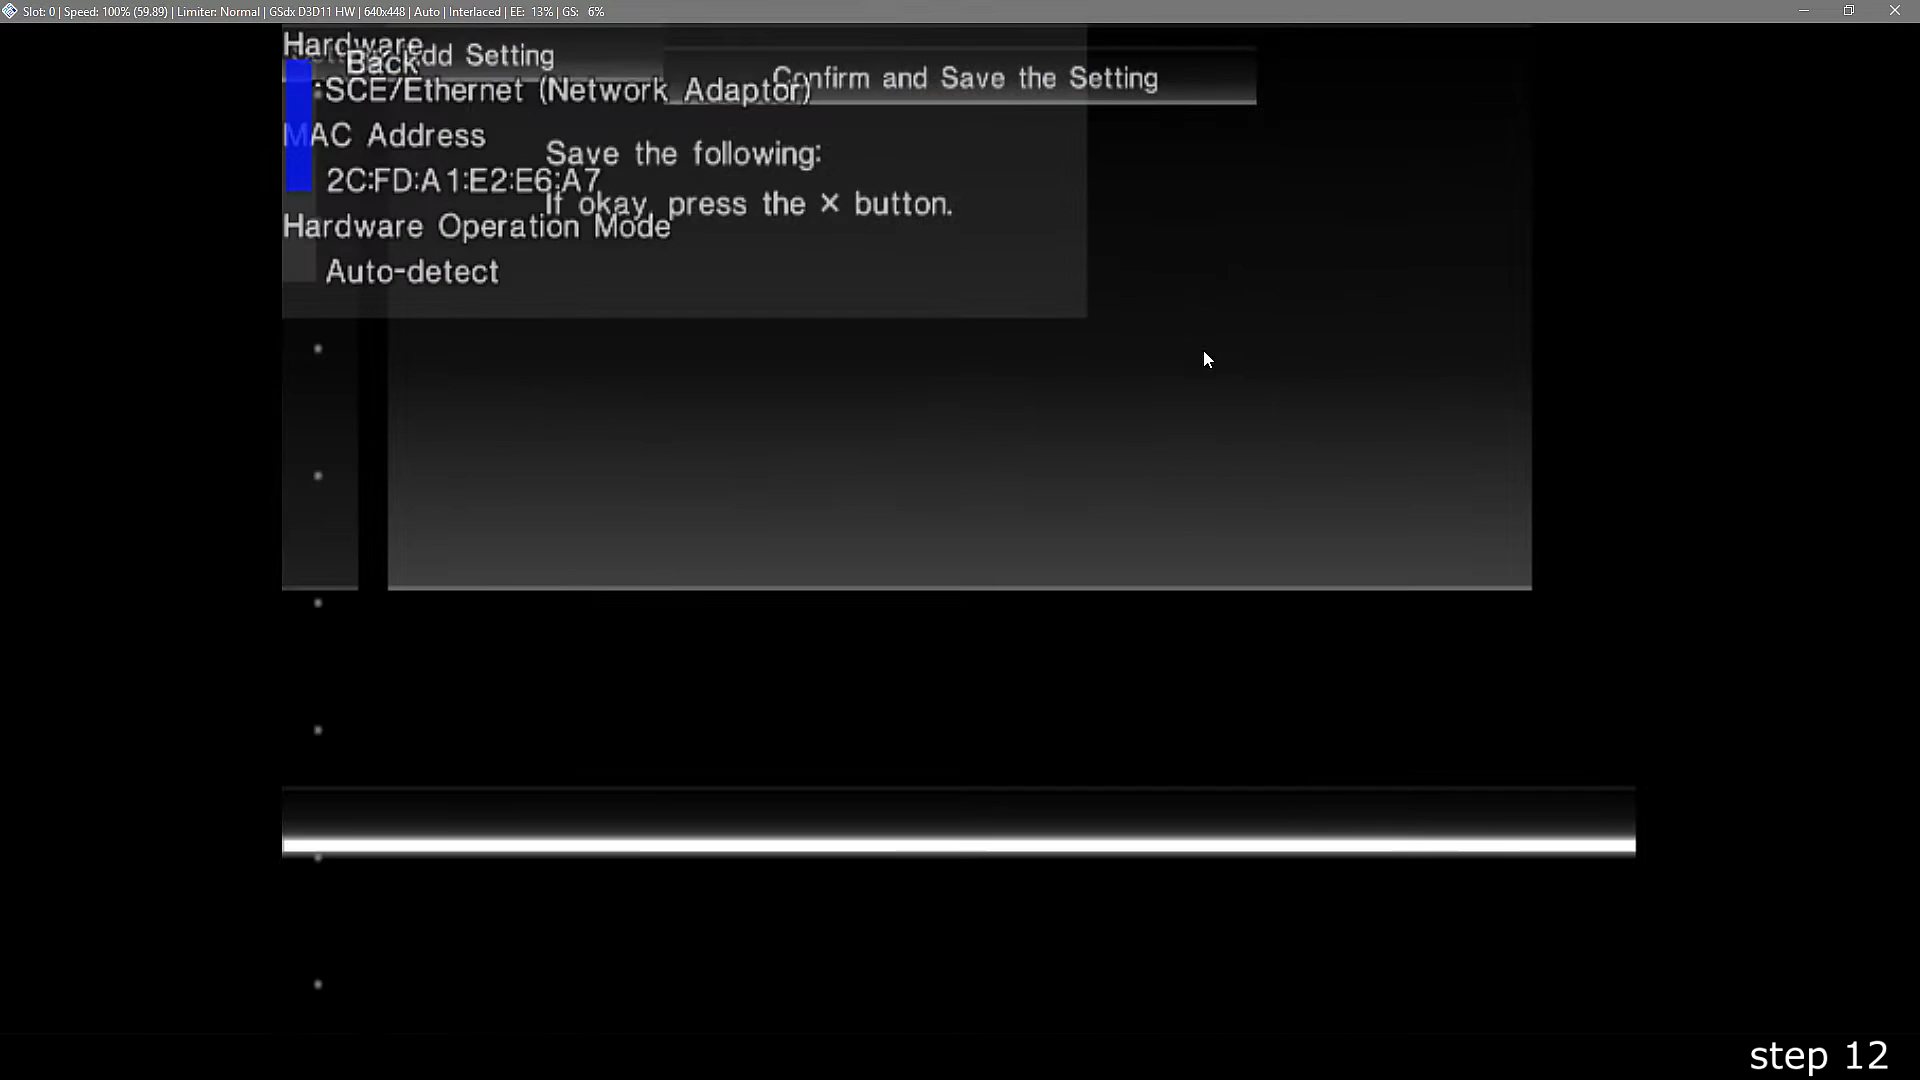 Slot: 0 | Speed: 100% (59.89) | Limiter: Normal | GSdx D3D11 HW | 640x448 | Auto | Interlaced | EE: 13% | GS: 6%
Hardware
Back
dd Setting
:SCE/Ethernet (Network Adaptor)
Confirm and Save the Setting
MAC Address
Save the following:
2C:FD:A1:E2:E6:A7
If okay, press the × button.
Hardware Operation Mode
Auto-detect
step 12